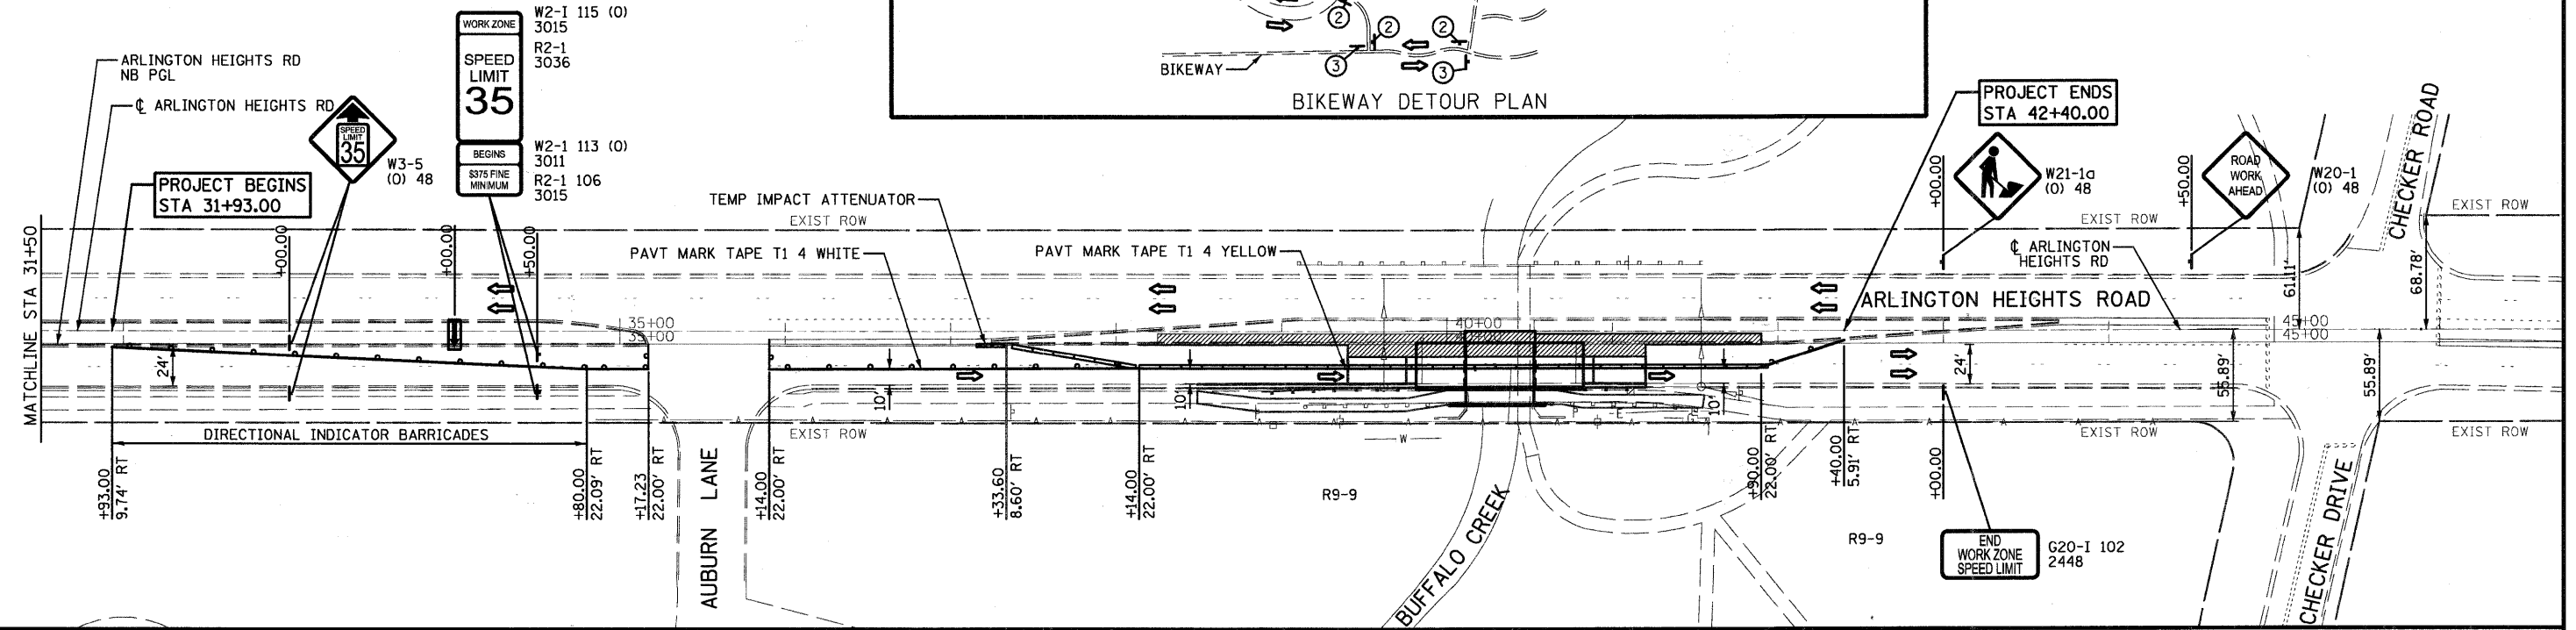 ARLINGTON HEIGHTS RD
NB PGL
℄ ARLINGTON HEIGHTS RD
PROJECT BEGINS
STA 31+93.00
MATCHLINE STA 31+50
SPEED
LIMIT
35
W3-5
(O) 48
WORK ZONE
SPEED
LIMIT
35
BEGINS
$375 FINE
MINIMUM
W2-I 115 (O)
3015
R2-1
3036
W2-1 113 (O)
3011
R2-1 106
3015
BIKEWAY
2
2
2
3
3
BIKEWAY DETOUR PLAN
TEMP IMPACT ATTENUATOR
EXIST ROW
PAVT MARK TAPE T1 4 WHITE
PAVT MARK TAPE T1 4 YELLOW
PROJECT ENDS
STA 42+40.00
W21-1a
(O) 48
ROAD
WORK
AHEAD
W20-1
(O) 48
CHECKER ROAD
EXIST ROW
EXIST ROW
℄ ARLINGTON
HEIGHTS RD
ARLINGTON HEIGHTS ROAD
+00.00
+00.00
+50.00
+00.00
+50.00
61.11'
68.78'
35+00
35+00
40+00
40+00
45+00
45+00
24'
10'
10'
10'
24'
55.89'
55.89'
DIRECTIONAL INDICATOR BARRICADES
EXIST ROW
W
P
E
EXIST ROW
EXIST ROW
+93.00
9.74' RT
+80.00
22.09' RT
+17.23
22.00' RT
AUBURN LANE
+14.00
22.00' RT
+33.60
8.60' RT
+14.00
22.00' RT
R9-9
BUFFALO CREEK
+90.00
22.00' RT
+40.00
5.91' RT
+00.00
R9-9
END
WORK ZONE
SPEED LIMIT
G20-I 102
2448
CHECKER DRIVE